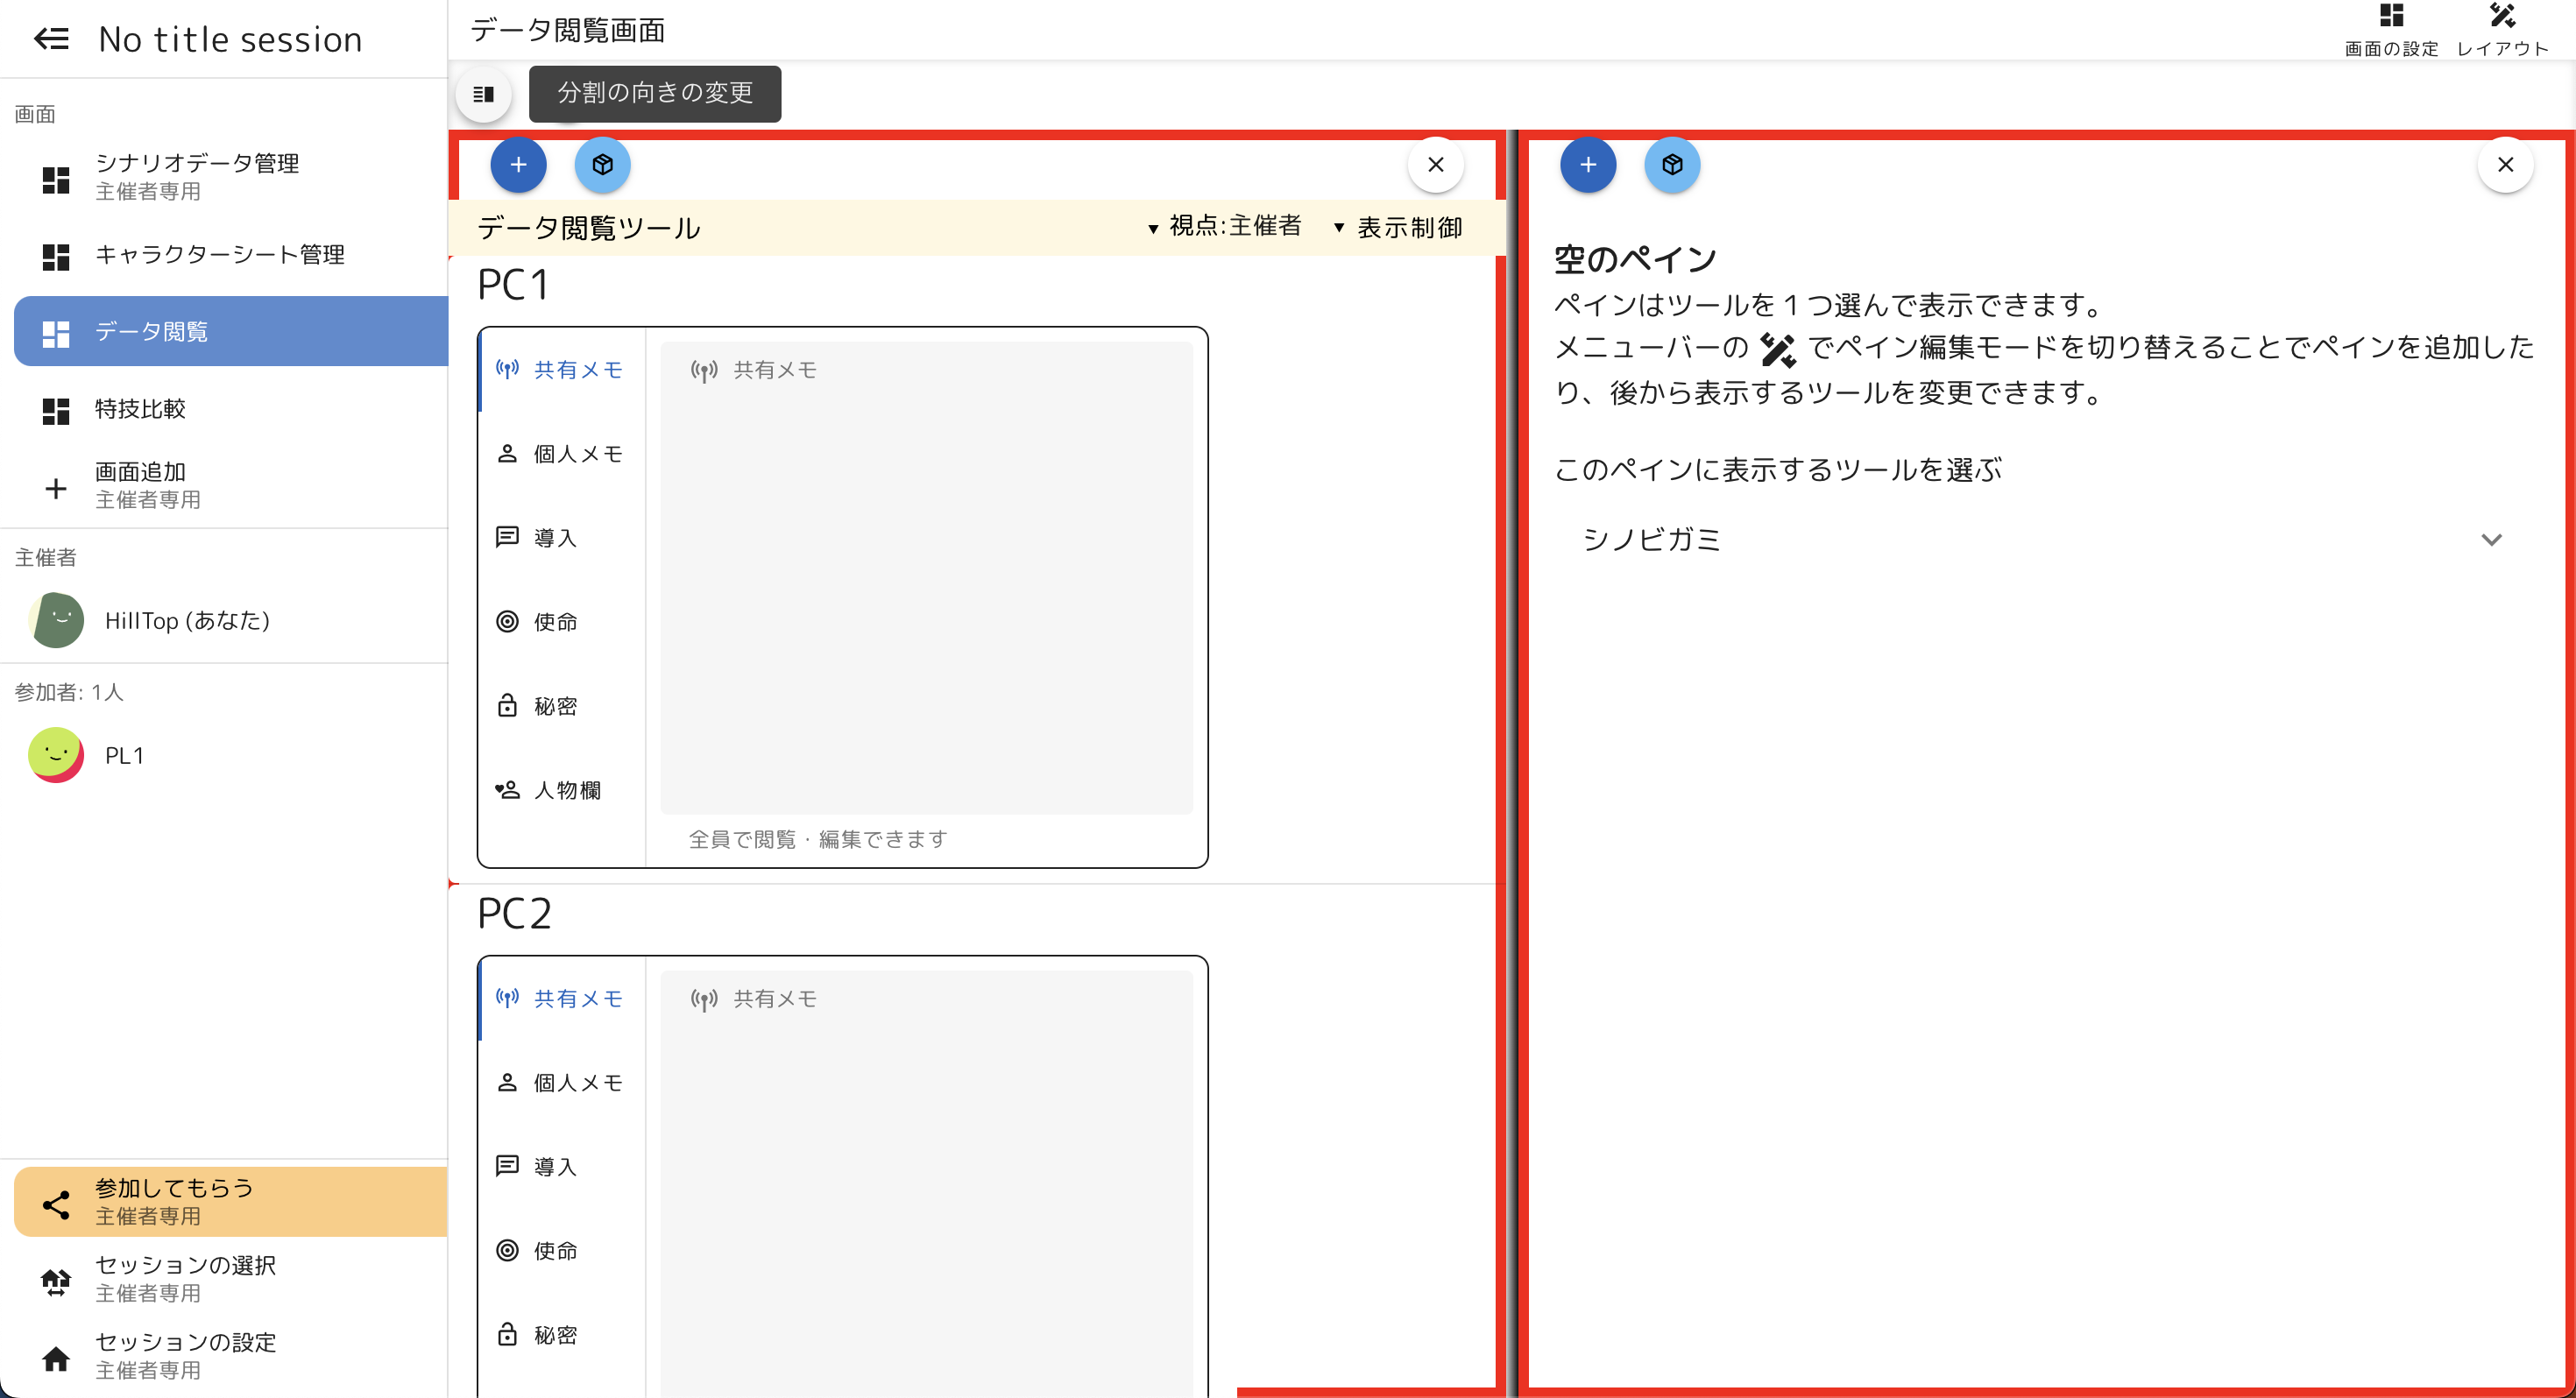 No title session
画面
シナリオデータ管理
主催者専用
キャラクターシート管理
データ閲覧
特技比較
画面追加
主催者専用
主催者
HillTop (あなた)
参加者: 1人
PL1
参加してもらう
主催者専用
セッションの選択
主催者専用
セッションの設定
主催者専用
データ閲覧画面
画面の設定
レイアウト
分割の向きの変更
データ閲覧ツール
▼ 視点:主催者
▼ 表示制御
PC1
共有メモ
個人メモ
導入
使命
秘密
人物欄
共有メモ
全員で閲覧・編集できます
PC2
共有メモ
個人メモ
導入
使命
秘密
共有メモ
空のペイン
ペインはツールを１つ選んで表示できます。
メニューバーの でペイン編集モードを切り替えることでペインを追加した
り、後から表示するツールを変更できます。
このペインに表示するツールを選ぶ
シノビガミ